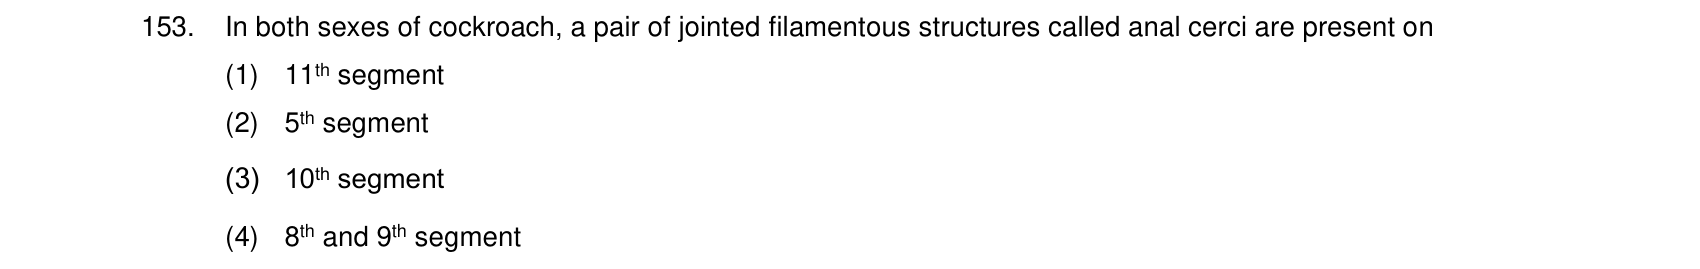 153. In both sexes of cockroach, a pair of jointed filamentous structures called anal cerci are present on
(1) 11th segment
(2) 5th segment
(3) 10th segment
(4) 8th and 9th segment